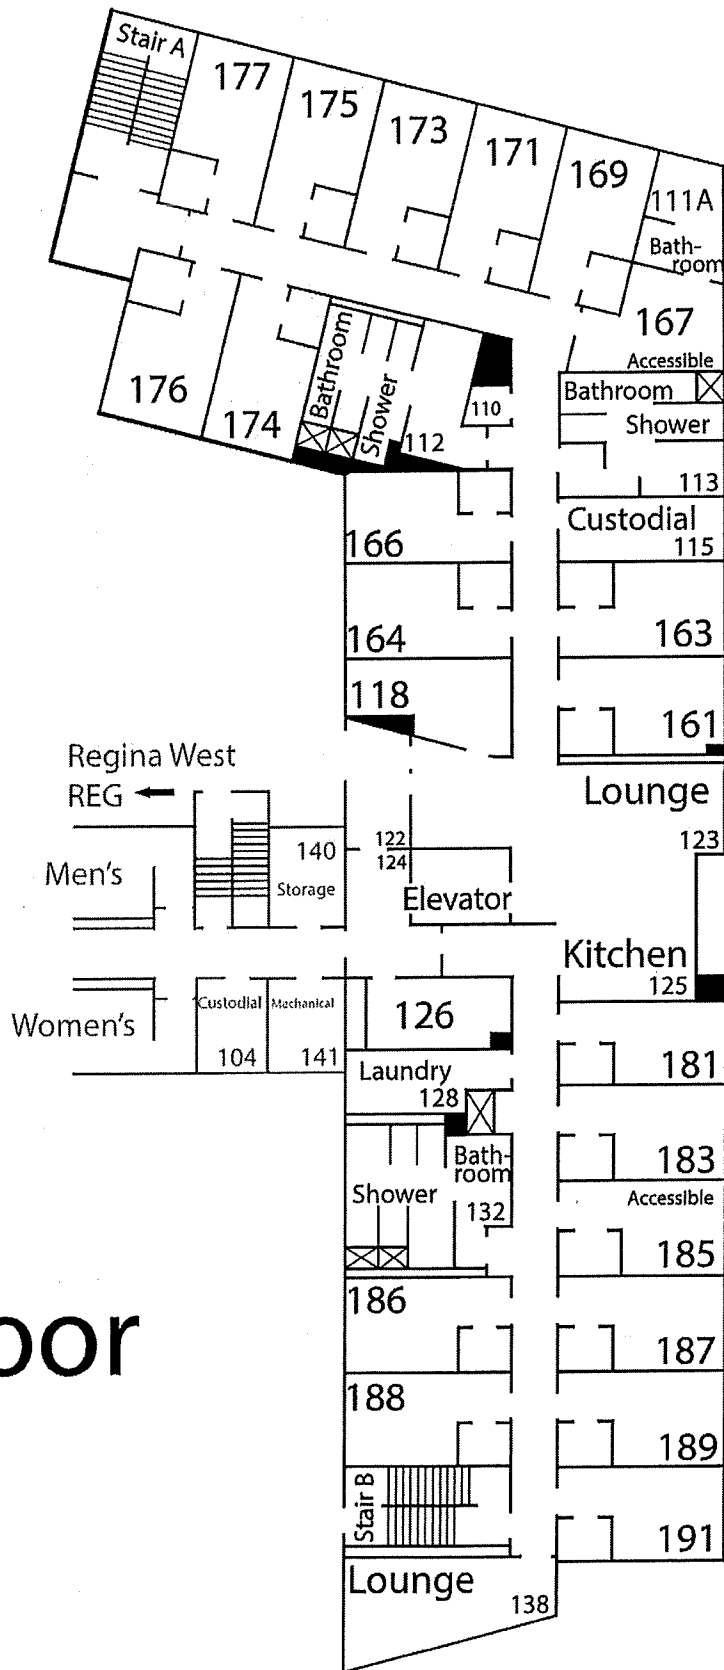 Stair A
177
175
173
171
169
111A
Bath-
room
167
Accessible
176
174
Bathroom
Shower
112
110
Bathroom
Shower
113
Custodial
115
166
164
163
118
161
Regina West
REG
Lounge
123
Men's
140
Storage
122
124
Elevator
Kitchen
125
Women's
Custodial
104
Mechanical
141
126
181
Laundry
128
Bath-
room
183
Shower
132
Accessible
185
186
187
188
189
Stair B
191
Lounge
138
oor